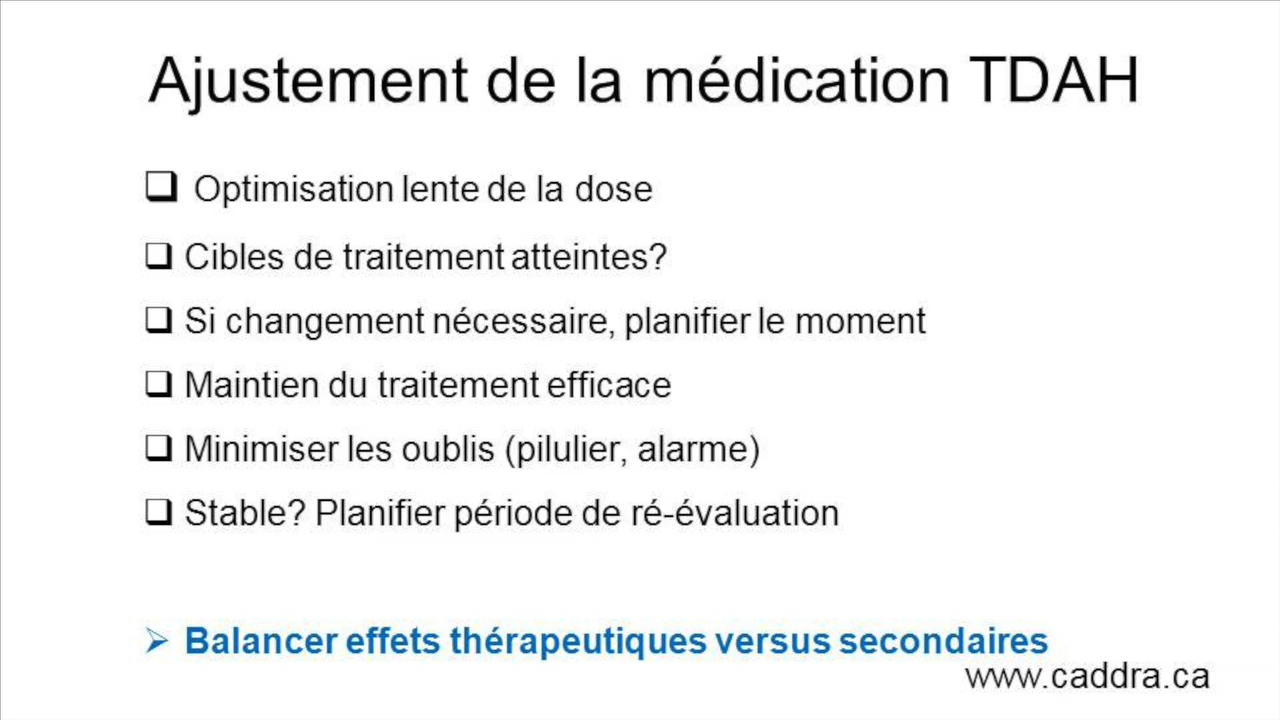 Ajustement de la médication TDAH
Optimisation lente de la dose
Cibles de traitement atteintes?
Si changement nécessaire, planifier le moment
Maintien du traitement efficace
Minimiser les oublis (pilulier, alarme)
Stable? Planifier période de ré-évaluation
Balancer effets thérapeutiques versus secondaires
www.caddra.ca